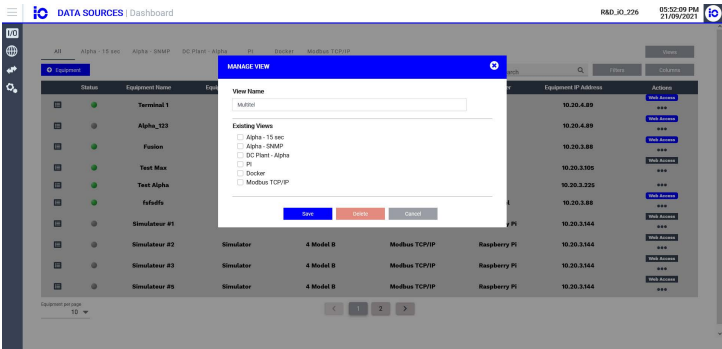 iO DATA SOURCES | Dashboard R&D_iO_226 05:52:09 PM iO
21/09/2021
I/O
All Alpha - 15 sec Alpha - SNMP DC Plant - Alpha PI Docker Modbus TCP/IP Views
MANAGE VIEW
Equipment Filters Columns
Status Equipment Name Equipment IP Address Actions
View Name
Multitel
Existing Views
Alpha - 15 sec
Alpha - SNMP
DC Plant - Alpha
PI
Docker
Modbus TCP/IP
Save Delete Cancel
Terminal 1 10.20.4.89 Web Access
Alpha_123 10.20.4.89
Fusion 10.20.3.88 Web Access
Test Max 10.20.3.105 Web Access
Test Alpha 10.20.3.225
fsfsdfs 10.20.3.88 Web Access
Simulateur #1 10.20.3.144 Web Access
Simulateur #2 Simulator 4 Model B Modbus TCP/IP Raspberry Pi 10.20.3.144 Web Access
Simulateur #3 Simulator 4 Model B Modbus TCP/IP Raspberry Pi 10.20.3.144 Web Access
Simulateur #5 Simulator 4 Model B Modbus TCP/IP Raspberry Pi 10.20.3.144 Web Access
Equipment per page
10
1 2